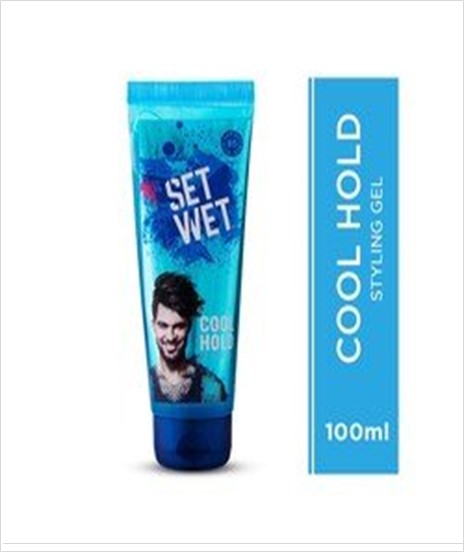 SET
WET
COOL
HOLD
COOL HOLD
STYLING GEL
100ml